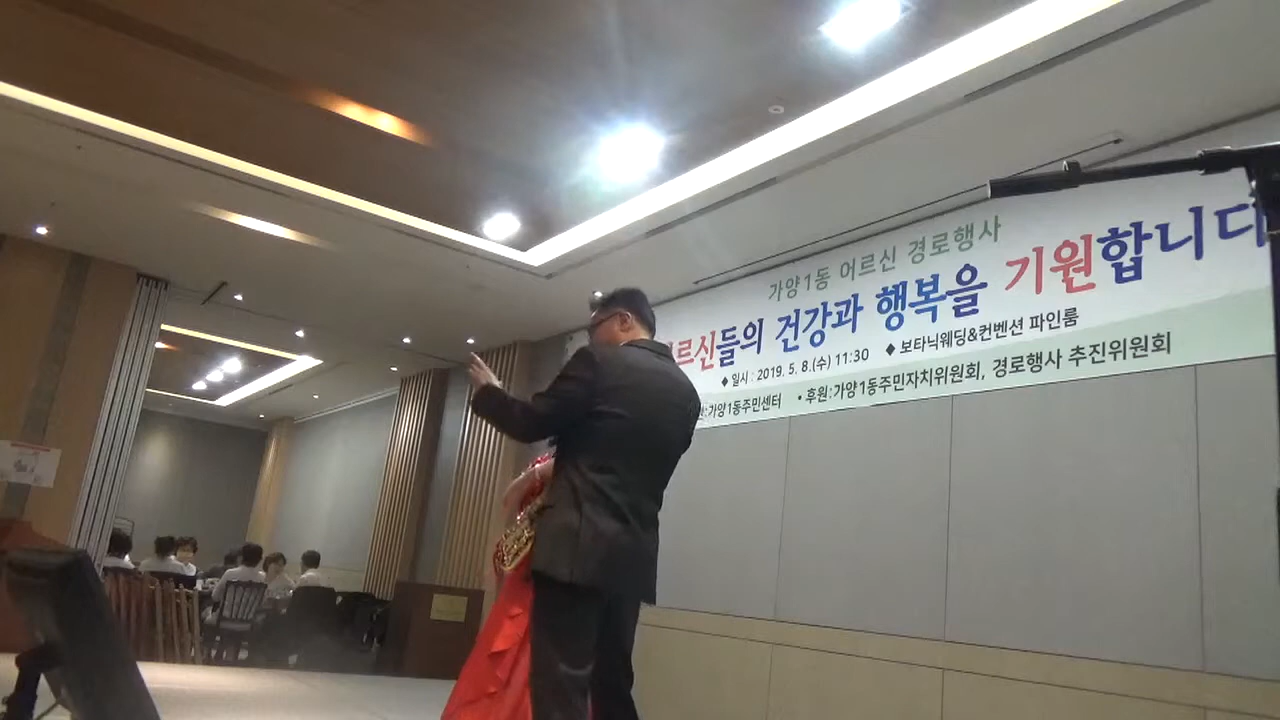 가양1동 어르신 경로행사
르신들의 건강과 행복을 기원합니다
◆ 일시 : 2019. 5. 8.(수) 11:30 ◆ 보타닉웨딩&컨벤션 파인룸
:가양1동주민센터 • 후원:가양1동주민자치위원회, 경로행사 추진위원회